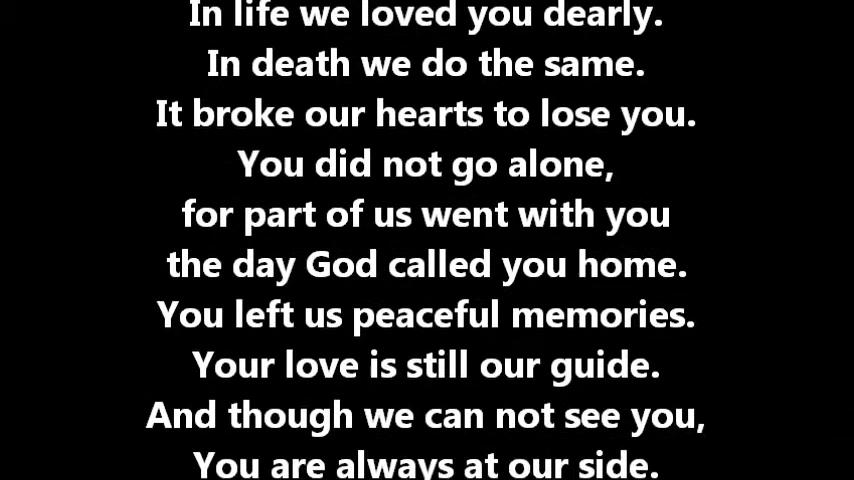 In life we loved you dearly.
In death we do the same.
It broke our hearts to lose you.
You did not go alone,
for part of us went with you
the day God called you home.
You left us peaceful memories.
Your love is still our guide.
And though we can not see you,
You are always at our side.